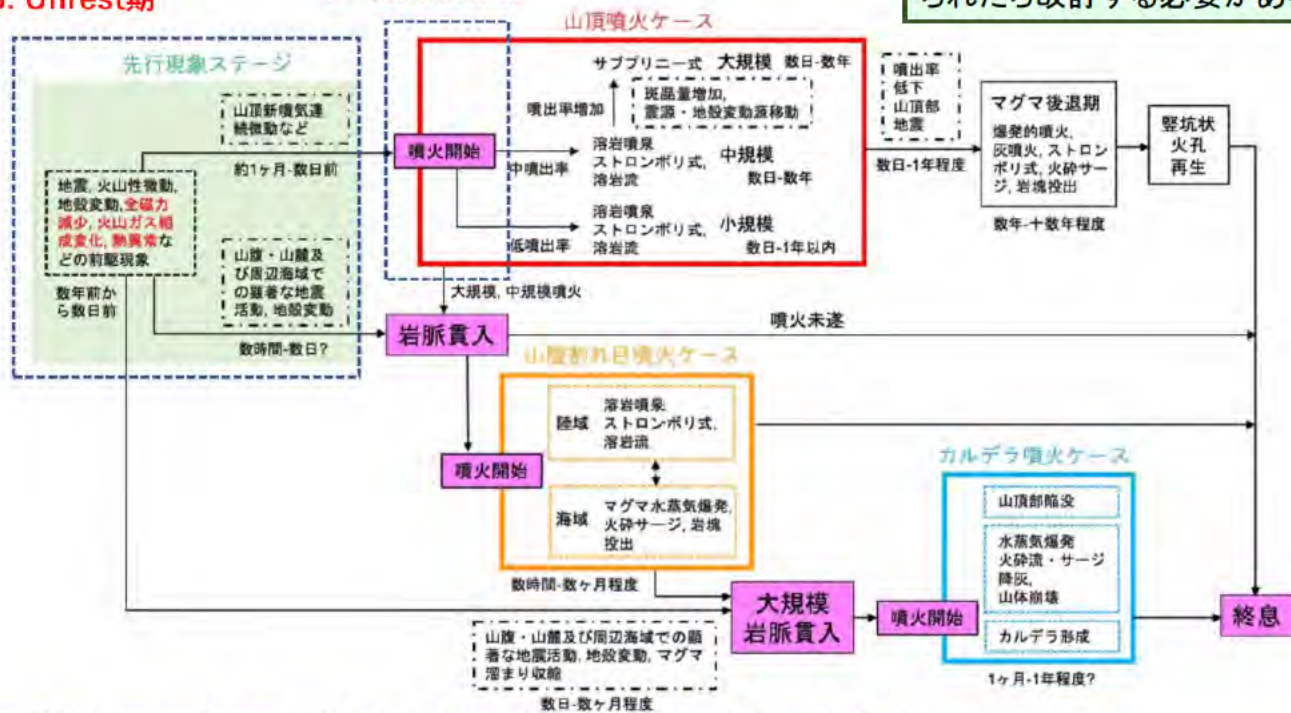 Unrest期
られたら改訂する必要があ
先行現象ステージ
山頂新噴気連
続微動など
約1ヶ月-数日前
地震, 火山性微動,
地殻変動, 全磁力
減少, 火山ガス組
成変化, 熱異常な
どの前駆現象
数年前か
ら数日前
山腹・山麓及
び周辺海域で
の顕著な地震
活動, 地殻変動
数時間-数日?
山頂噴火ケース
噴火開始
サブプリニー式 大規模 数日-数年
噴出率増加
斑晶量増加,
震源・地殻変動源移動
中噴出率
溶岩噴泉
ストロンボリ式, 中規模
溶岩流 数日-数年
低噴出率
溶岩噴泉
ストロンボリ式, 小規模
溶岩流 数日-1年以内
噴出率
低下
山頂部
地震
数日-1年程度
マグマ後退期
爆発的噴火,
灰噴火, ストロン
ボリ式, 火砕サー
ジ, 岩塊投出
数年-十数年程度
竪坑状
火孔
再生
大規模, 中規模噴火
岩脈貫入
噴火未遂
山腹割れ目噴火ケース
噴火開始
陸域
溶岩噴泉
ストロンボリ式,
溶岩流
海域
マグマ水蒸気爆発,
火砕サージ, 岩塊
投出
数時間-数ヶ月程度
山腹・山麓及び周辺海域での顕
著な地震活動, 地殻変動, マグマ
溜まり収縮
数日-数ヶ月程度
大規模
岩脈貫入
カルデラ噴火ケース
噴火開始
山頂部陥没
水蒸気爆発
火砕流・サージ
降灰,
山体崩壊
カルデラ形成
1ヶ月-1年程度?
終息